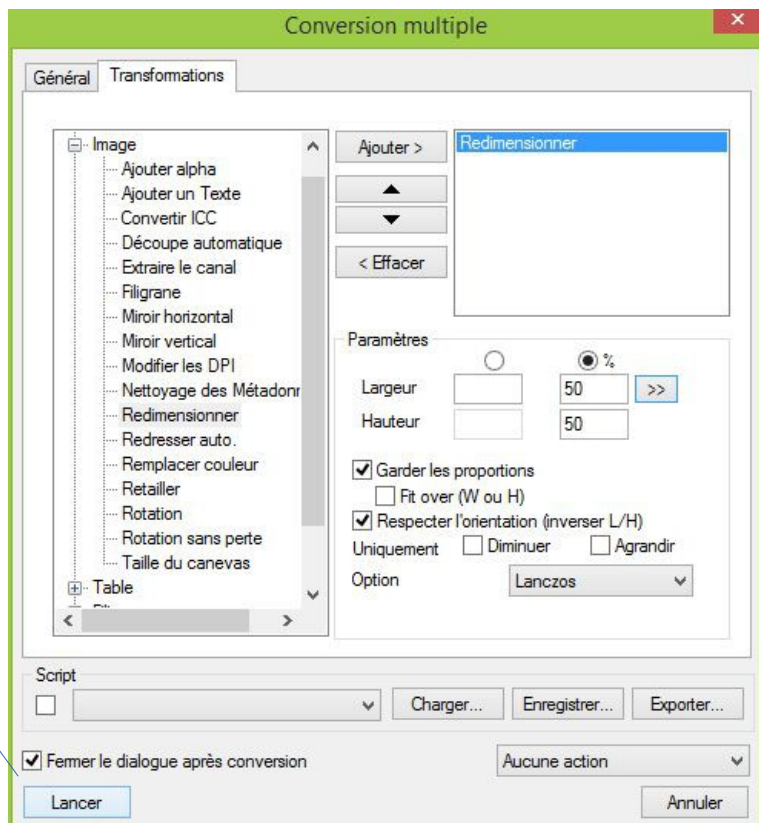 Conversion multiple
Général Transformations
Image
Ajouter alpha
Ajouter un Texte
Convertir ICC
Découpe automatique
Extraire le canal
Filigrane
Miroir horizontal
Miroir vertical
Modifier les DPI
Nettoyage des Métadonr
Redimensionner
Redresser auto.
Remplacer couleur
Retailler
Rotation
Rotation sans perte
Taille du canevas
Table
Ajouter >
< Effacer
Redimensionner
Paramètres
%
Largeur 50 >>
Hauteur 50
Garder les proportions
Fit over (W ou H)
Respecter l'orientation (inverser L/H)
Uniquement Diminuer Agrandir
Option Lanczos
Script
Charger... Enregistrer... Exporter...
Fermer le dialogue après conversion Aucune action
Lancer Annuler